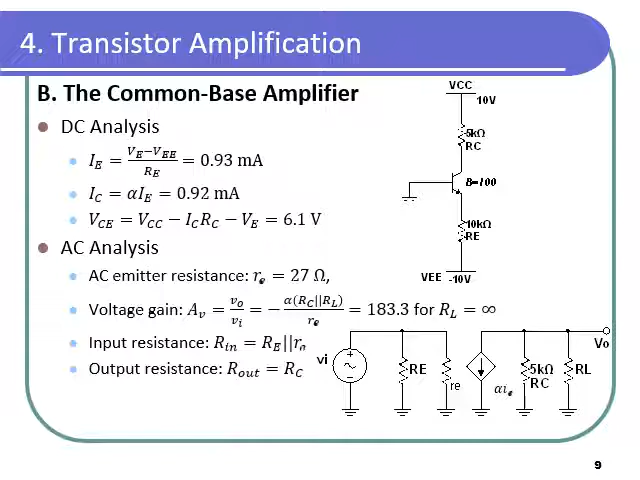 4. Transistor Amplification
B. The Common-Base Amplifier
DC Analysis
I_E = (V_E−V_EE)/R_E = 0.93 mA
I_C = αI_E = 0.92 mA
V_CE = V_CC − I_C R_C − V_E = 6.1 V
AC Analysis
AC emitter resistance: r_e = 27 Ω,
Voltage gain: A_v = v_o/v_i = − α(R_C||R_L)/r_e = 183.3 for R_L = ∞
Input resistance: R_in = R_E||r_e
Output resistance: R_out = R_C
VCC
10V
5kΩ
RC
B=100
10kΩ
RE
VEE -10V
vi
RE
re
αi_e
5kΩ
RC
RL
Vo
9